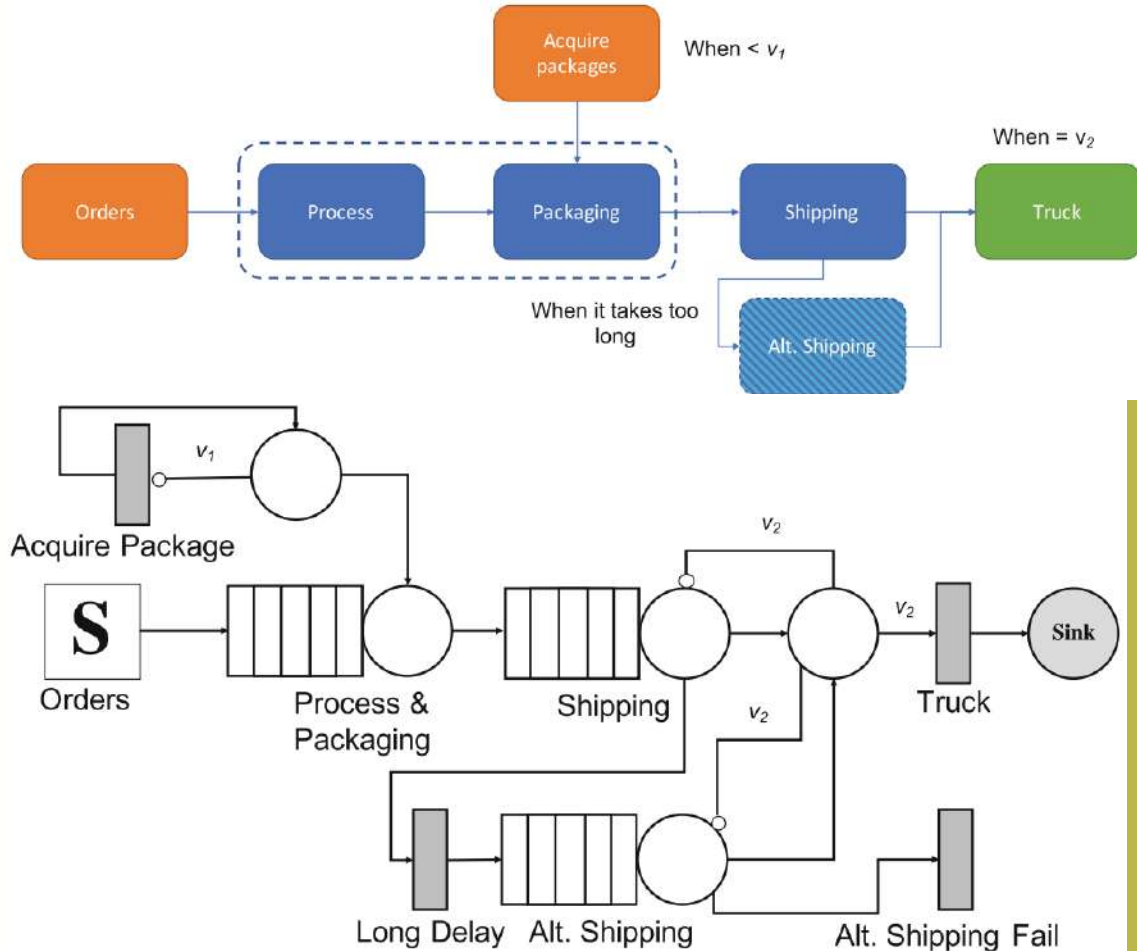 Acquire
packages
When < v₁
When = v₂
Orders
Process
Packaging
Shipping
Truck
When it takes too
long
Alt. Shipping
v₁
Acquire Package
v₂
S
v₂
Sink
Orders
Process &
Packaging
Shipping
v₂
Truck
Long Delay
Alt. Shipping
Alt. Shipping Fail